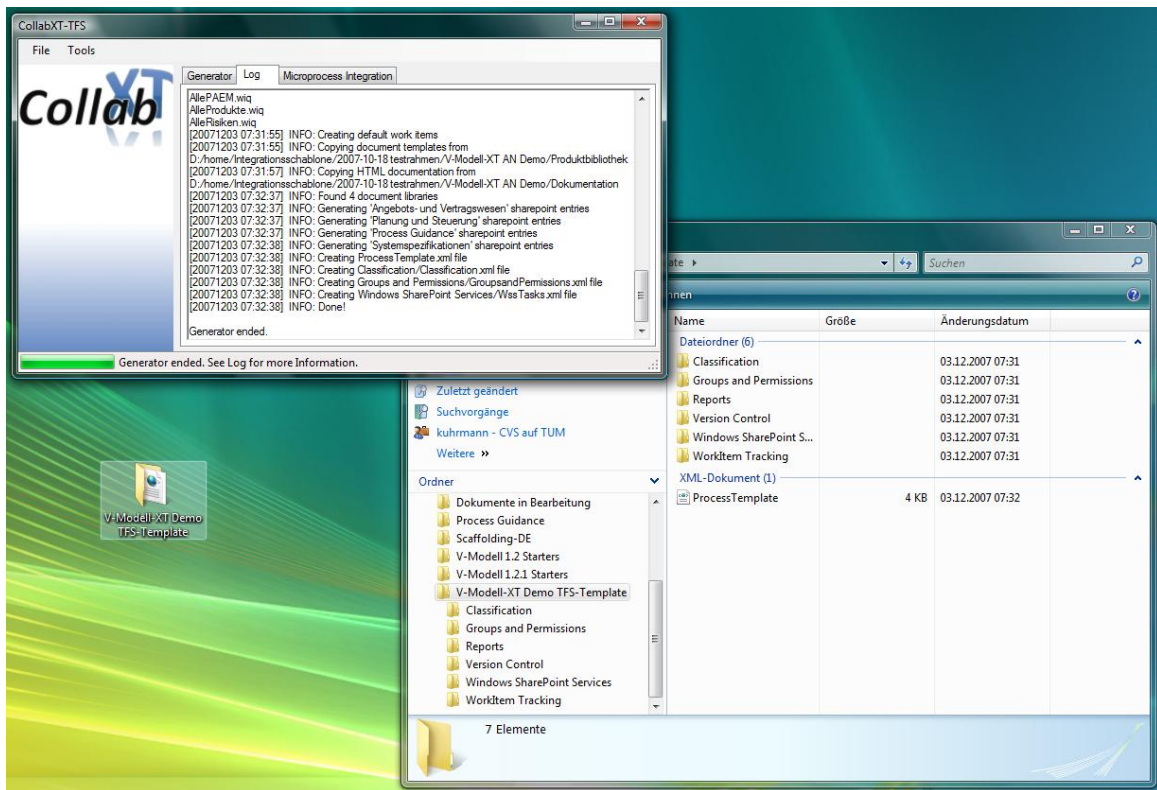 CollabXT-TFS
File Tools
CollabXT
Generator Log Microprocess Integration
AllePAEM.wiq
AlleProdukte.wiq
AlleRisiken.wiq
[20071203 07:31:55] INFO: Creating default work items
[20071203 07:31:55] INFO: Copying document templates from
D:/home/Integrationsschablone/2007-10-18 testrahmen/V-Modell-XT AN Demo/Produktbibliothek
[20071203 07:31:57] INFO: Copying HTML documentation from
D:/home/Integrationsschablone/2007-10-18 testrahmen/V-Modell-XT AN Demo/Dokumentation
[20071203 07:32:37] INFO: Found 4 document libraries
[20071203 07:32:37] INFO: Generating 'Angebots- und Vertragswesen' sharepoint entries
[20071203 07:32:37] INFO: Generating 'Planung und Steuerung' sharepoint entries
[20071203 07:32:37] INFO: Generating 'Process Guidance' sharepoint entries
[20071203 07:32:38] INFO: Generating 'Systemspezifikationen' sharepoint entries
[20071203 07:32:38] INFO: Creating ProcessTemplate.xml file
[20071203 07:32:38] INFO: Creating Classification/Classification.xml file
[20071203 07:32:38] INFO: Creating Groups and Permissions/GroupsandPermissions.xml file
[20071203 07:32:38] INFO: Creating Windows SharePoint Services/WssTasks.xml file
[20071203 07:32:38] INFO: Done!
Generator ended.
Generator ended. See Log for more Information.
V-Modell-XT Demo
TFS-Template
ate
Suchen
nnen
Name Größe Änderungsdatum
Dateiordner (6)
Classification 03.12.2007 07:31
Groups and Permissions 03.12.2007 07:31
Reports 03.12.2007 07:31
Version Control 03.12.2007 07:31
Windows SharePoint S... 03.12.2007 07:31
WorkItem Tracking 03.12.2007 07:31
XML-Dokument (1)
ProcessTemplate 4 KB 03.12.2007 07:32
Zuletzt geändert
Suchvorgänge
kuhrmann - CVS auf TUM
Weitere »
Ordner
Dokumente in Bearbeitung
Process Guidance
Scaffolding-DE
V-Modell 1.2 Starters
V-Modell 1.2.1 Starters
V-Modell-XT Demo TFS-Template
Classification
Groups and Permissions
Reports
Version Control
Windows SharePoint Services
WorkItem Tracking
7 Elemente